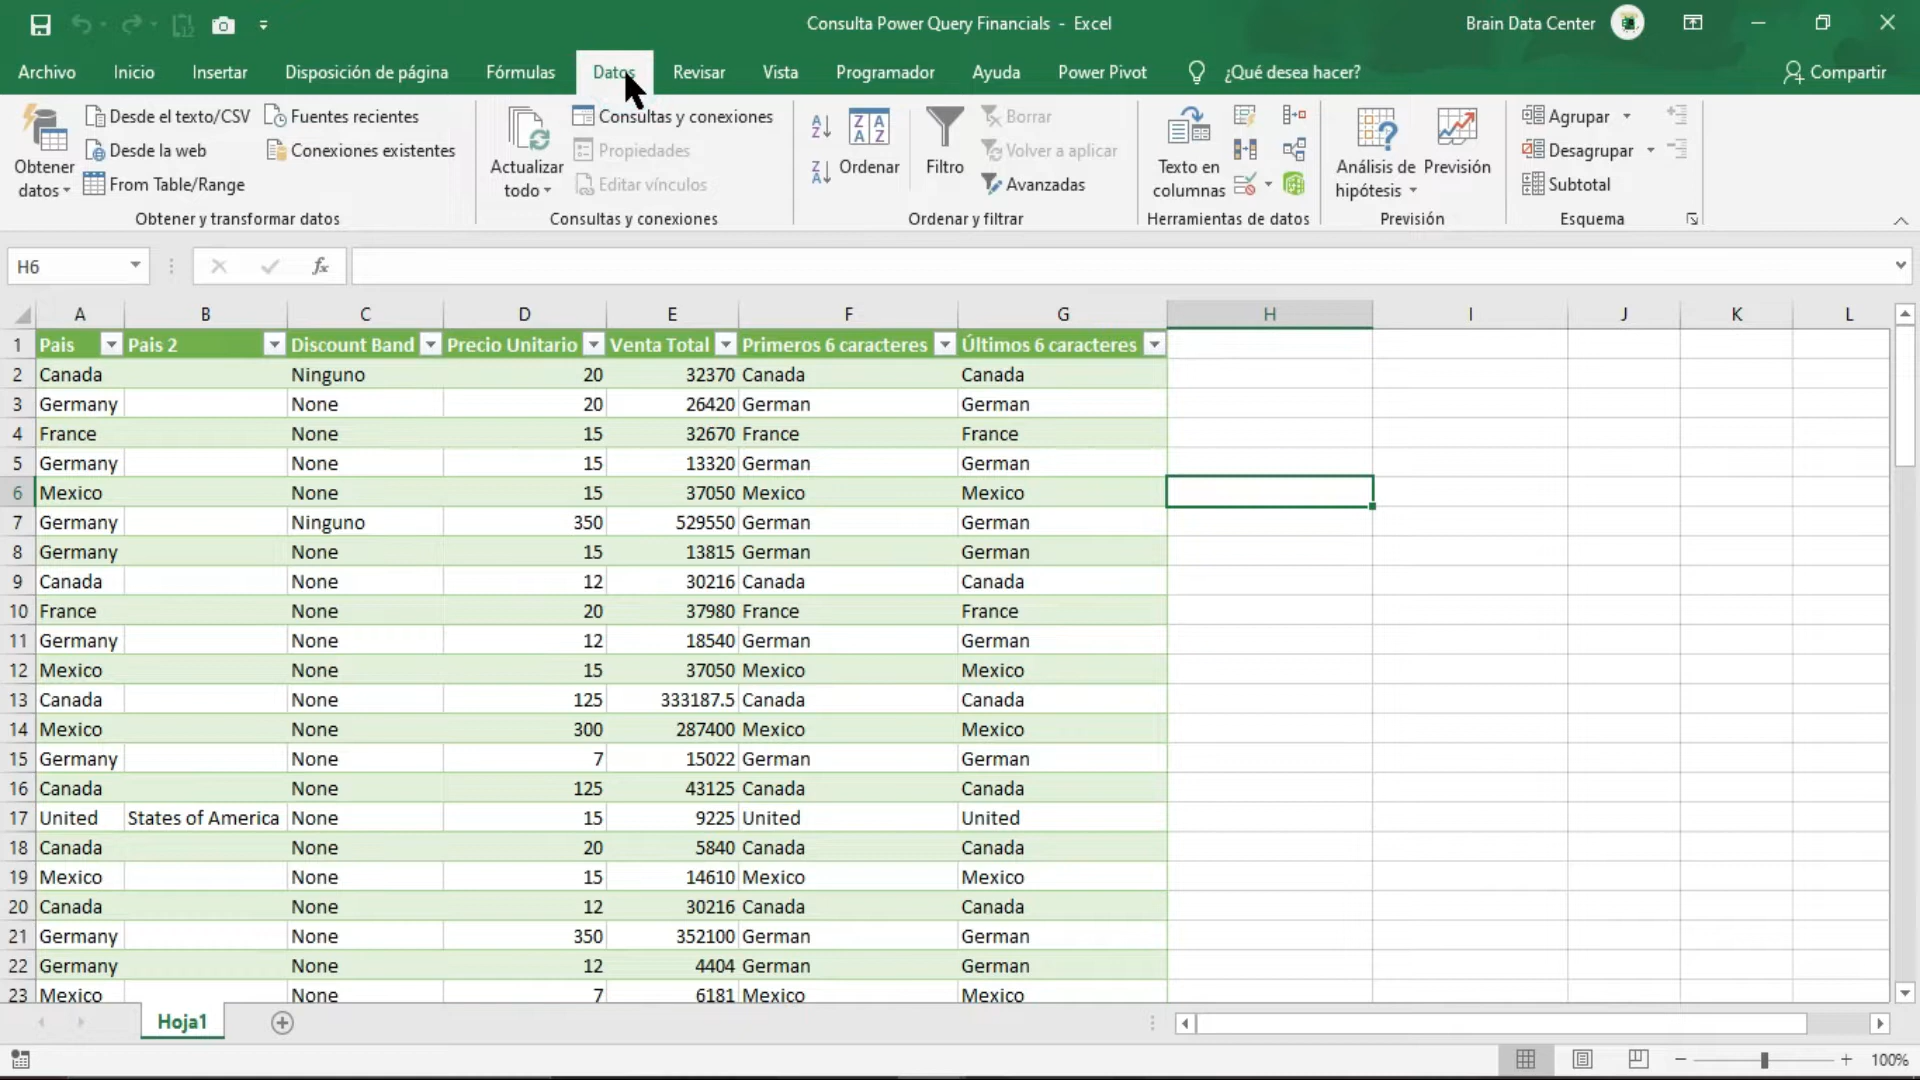 Consulta Power Query Financials - Excel
Brain Data Center
Archivo Inicio Insertar Disposición de página Fórmulas Datos Revisar Vista Programador Ayuda Power Pivot ¿Qué desea hacer? Compartir
Obtener datos
Desde el texto/CSV
Desde la web
From Table/Range
Fuentes recientes
Conexiones existentes
Obtener y transformar datos
Actualizar todo
Consultas y conexiones
Propiedades
Editar vínculos
Consultas y conexiones
Ordenar
Filtro
Borrar
Volver a aplicar
Avanzadas
Ordenar y filtrar
Texto en columnas
Herramientas de datos
Análisis de hipótesis
Previsión
Previsión
Agrupar
Desagrupar
Subtotal
Esquema
H6 fx
A B C D E F G H I J K L
1 Pais Pais 2 Discount Band Precio Unitario Venta Total Primeros 6 caracteres Últimos 6 caracteres
2 Canada Ninguno 20 32370 Canada Canada
3 Germany None 20 26420 German German
4 France None 15 32670 France France
5 Germany None 15 13320 German German
6 Mexico None 15 37050 Mexico Mexico
7 Germany Ninguno 350 529550 German German
8 Germany None 15 13815 German German
9 Canada None 12 30216 Canada Canada
10 France None 20 37980 France France
11 Germany None 12 18540 German German
12 Mexico None 15 37050 Mexico Mexico
13 Canada None 125 333187.5 Canada Canada
14 Mexico None 300 287400 Mexico Mexico
15 Germany None 7 15022 German German
16 Canada None 125 43125 Canada Canada
17 United States of America None 15 9225 United United
18 Canada None 20 5840 Canada Canada
19 Mexico None 15 14610 Mexico Mexico
20 Canada None 12 30216 Canada Canada
21 Germany None 350 352100 German German
22 Germany None 12 4404 German German
23 Mexico None 7 6181 Mexico Mexico
Hoja1
100%